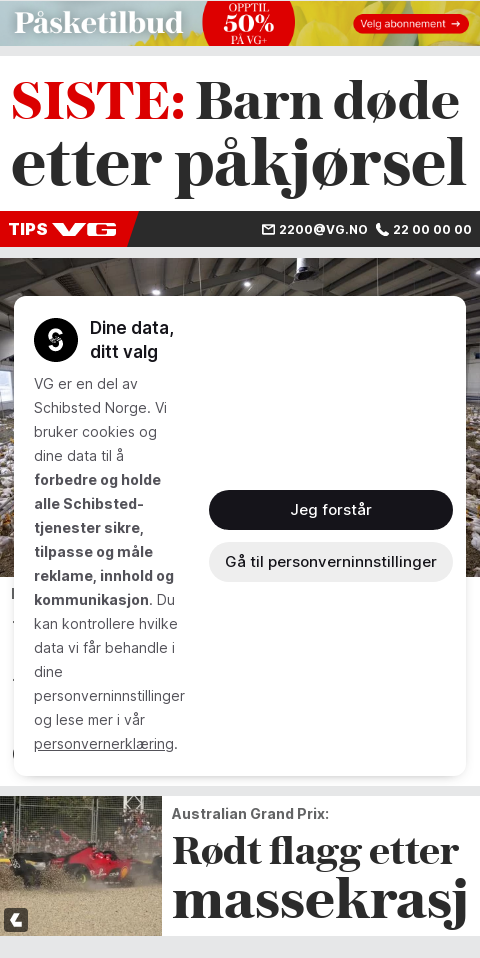 Påsketilbud
OPPTIL
50%
PÅ VG+
Velg abonnement →
SISTE: Barn døde
etter påkjørsel
TIPS VG
2200@VG.NO
22 00 00 00
Dine data,
ditt valg
VG er en del av
Schibsted Norge. Vi
bruker cookies og
dine data til å
forbedre og holde
alle Schibsted-
tjenester sikre,
tilpasse og måle
reklame, innhold og
kommunikasjon. Du
kan kontrollere hvilke
data vi får behandle i
dine
personverninnstillinger
og lese mer i vår
personvernerklæring.
Jeg forstår
Gå til personverninnstillinger
Australian Grand Prix:
Rødt flagg etter
massekrasj